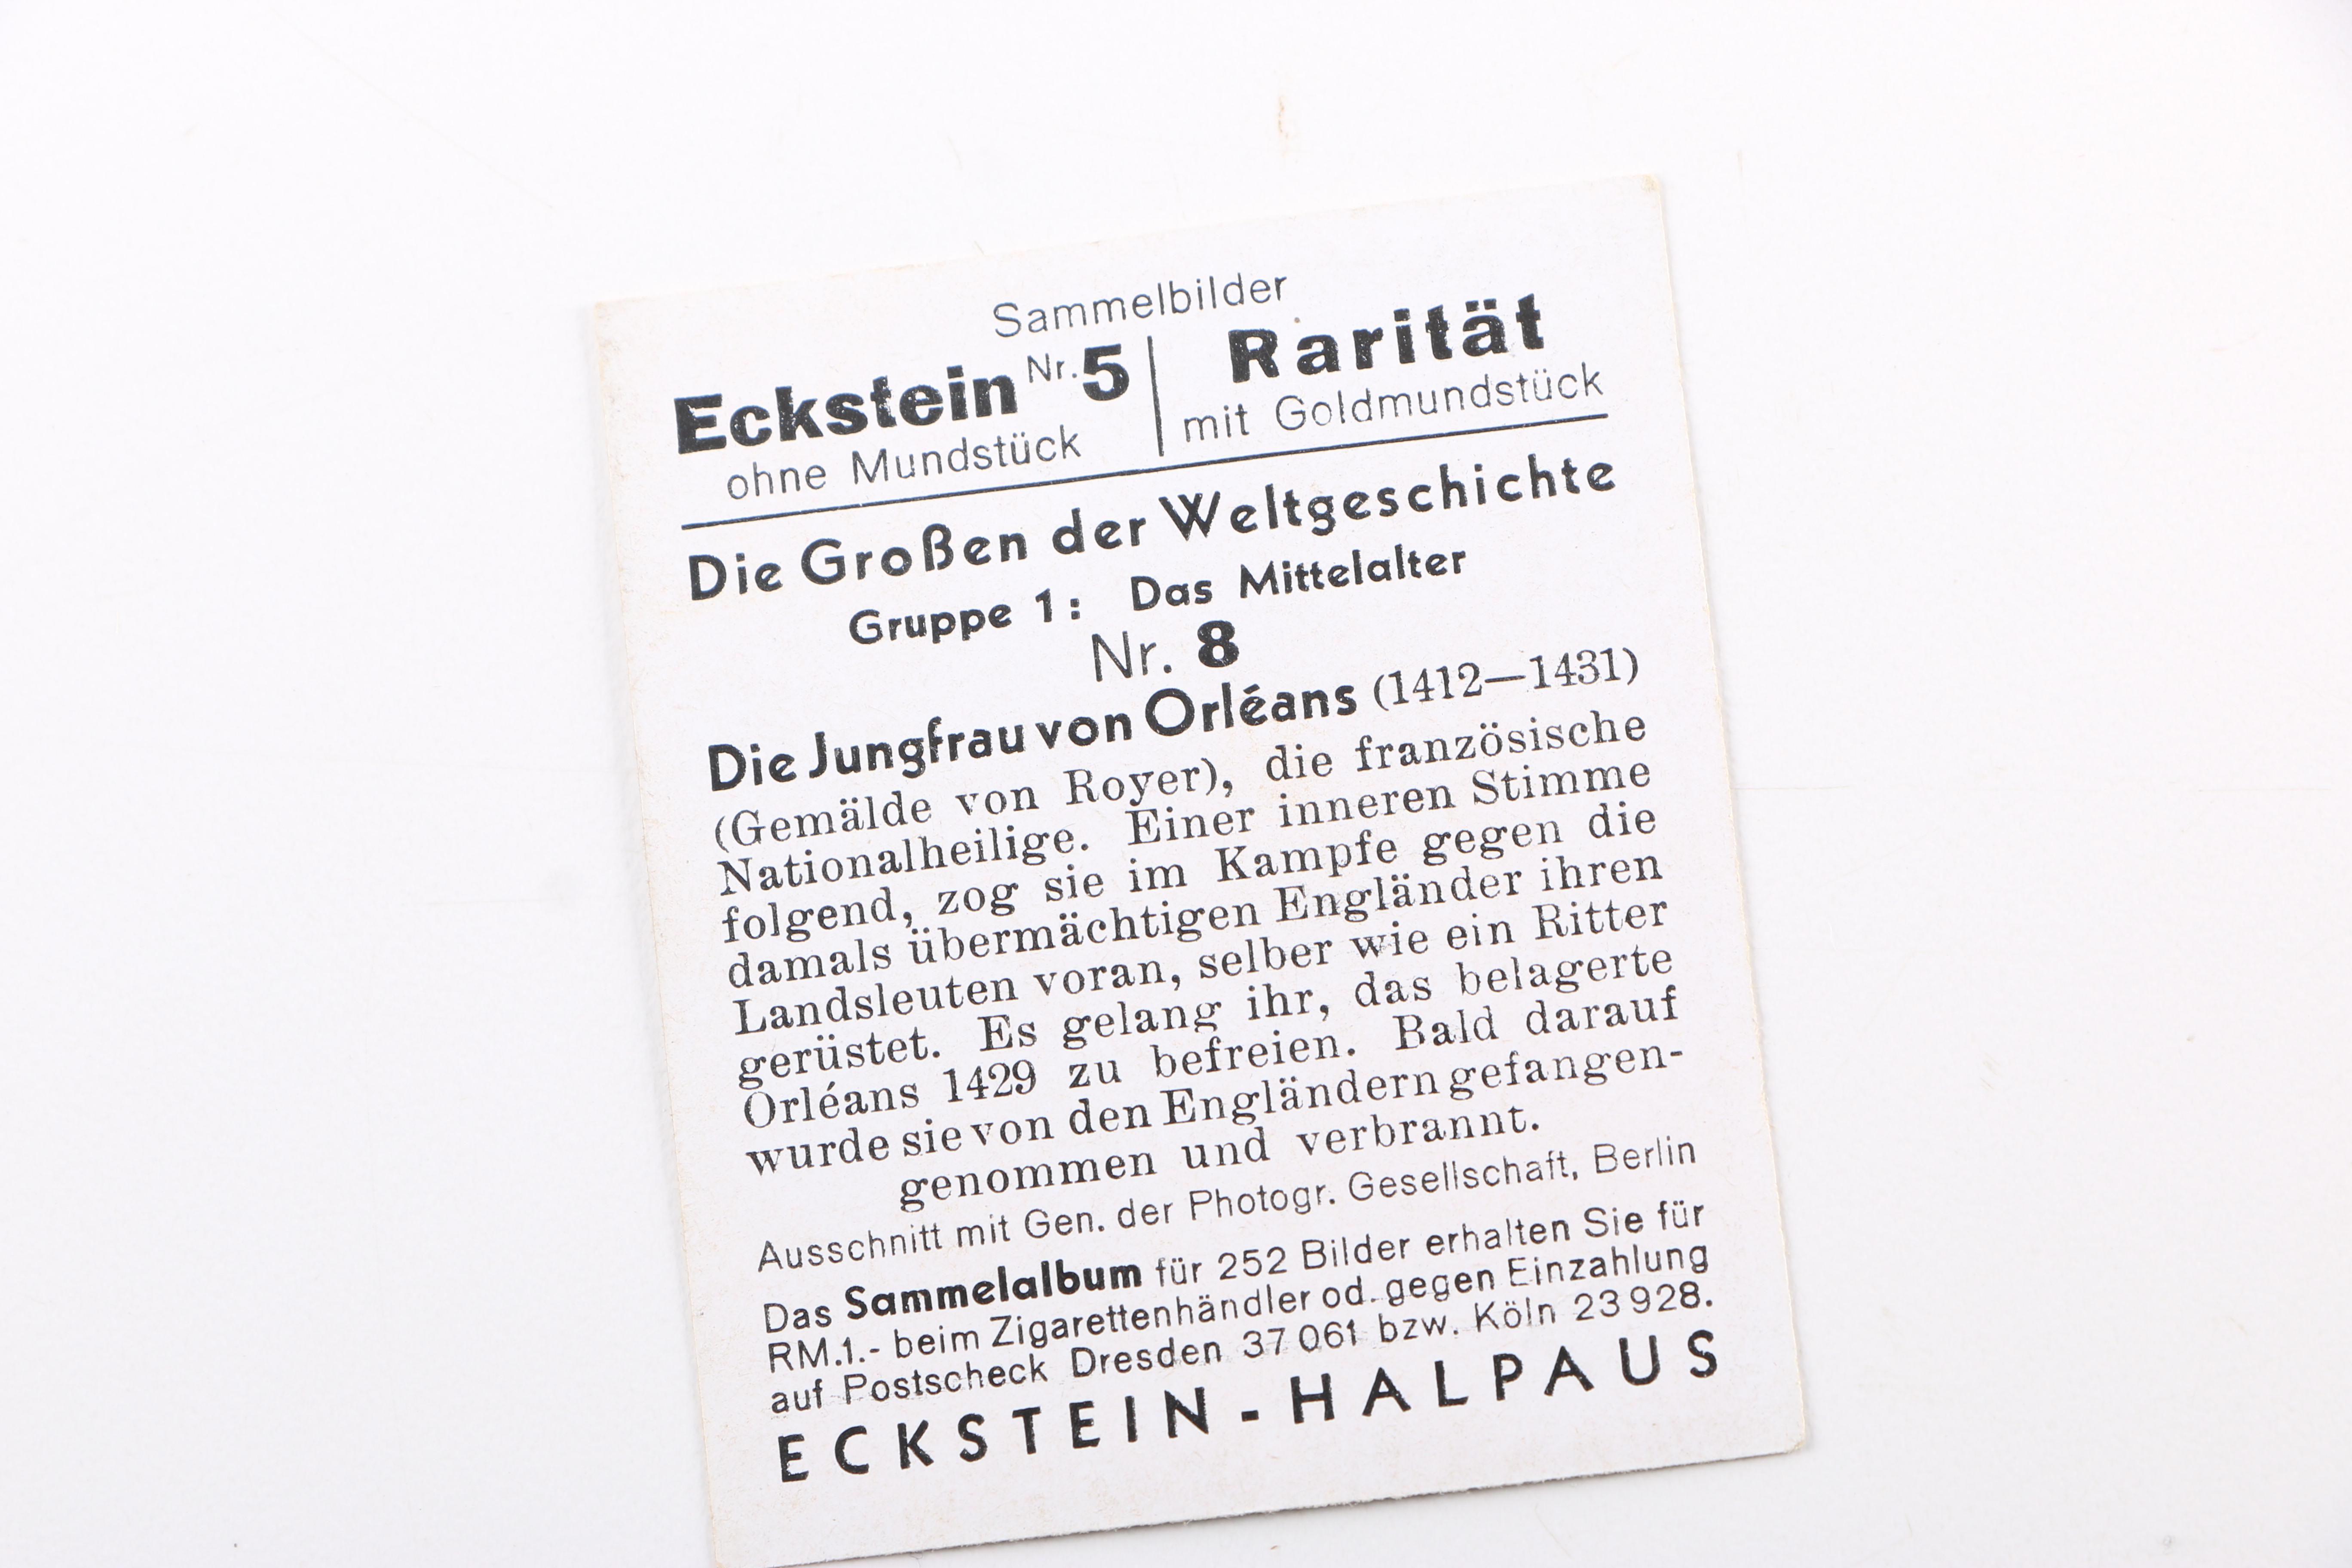 Sammelbilder
Eckstein Nr. 5 | Rarität
ohne Mundstück | mit Goldmundstück
Die Großen der Weltgeschichte
Gruppe 1: Das Mittelalter
Nr. 8
Die Jungfrau von Orléans (1412—1431)
(Gemälde von Royer), die französische
Nationalheilige. Einer inneren Stimme
folgend, zog sie im Kampfe gegen die
damals übermächtigen Engländer ihren
Landsleuten voran, selber wie ein Ritter
gerüstet. Es gelang ihr, das belagerte
Orléans 1429 zu befreien. Bald darauf
wurde sie von den Engländern gefangen-
genommen und verbrannt.
Ausschnitt mit Gen. der Photogr. Gesellschaft, Berlin
Das Sammelalbum für 252 Bilder erhalten Sie für
RM.1.- beim Zigarettenhändler od. gegen Einzahlung
auf Postscheck Dresden 37 061 bzw. Köln 23 928.
ECKSTEIN-HALPAUS